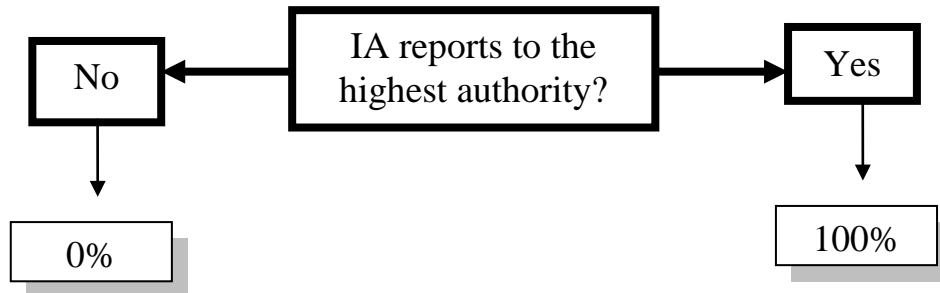 IA reports to the
highest authority?
No
Yes
0%
100%